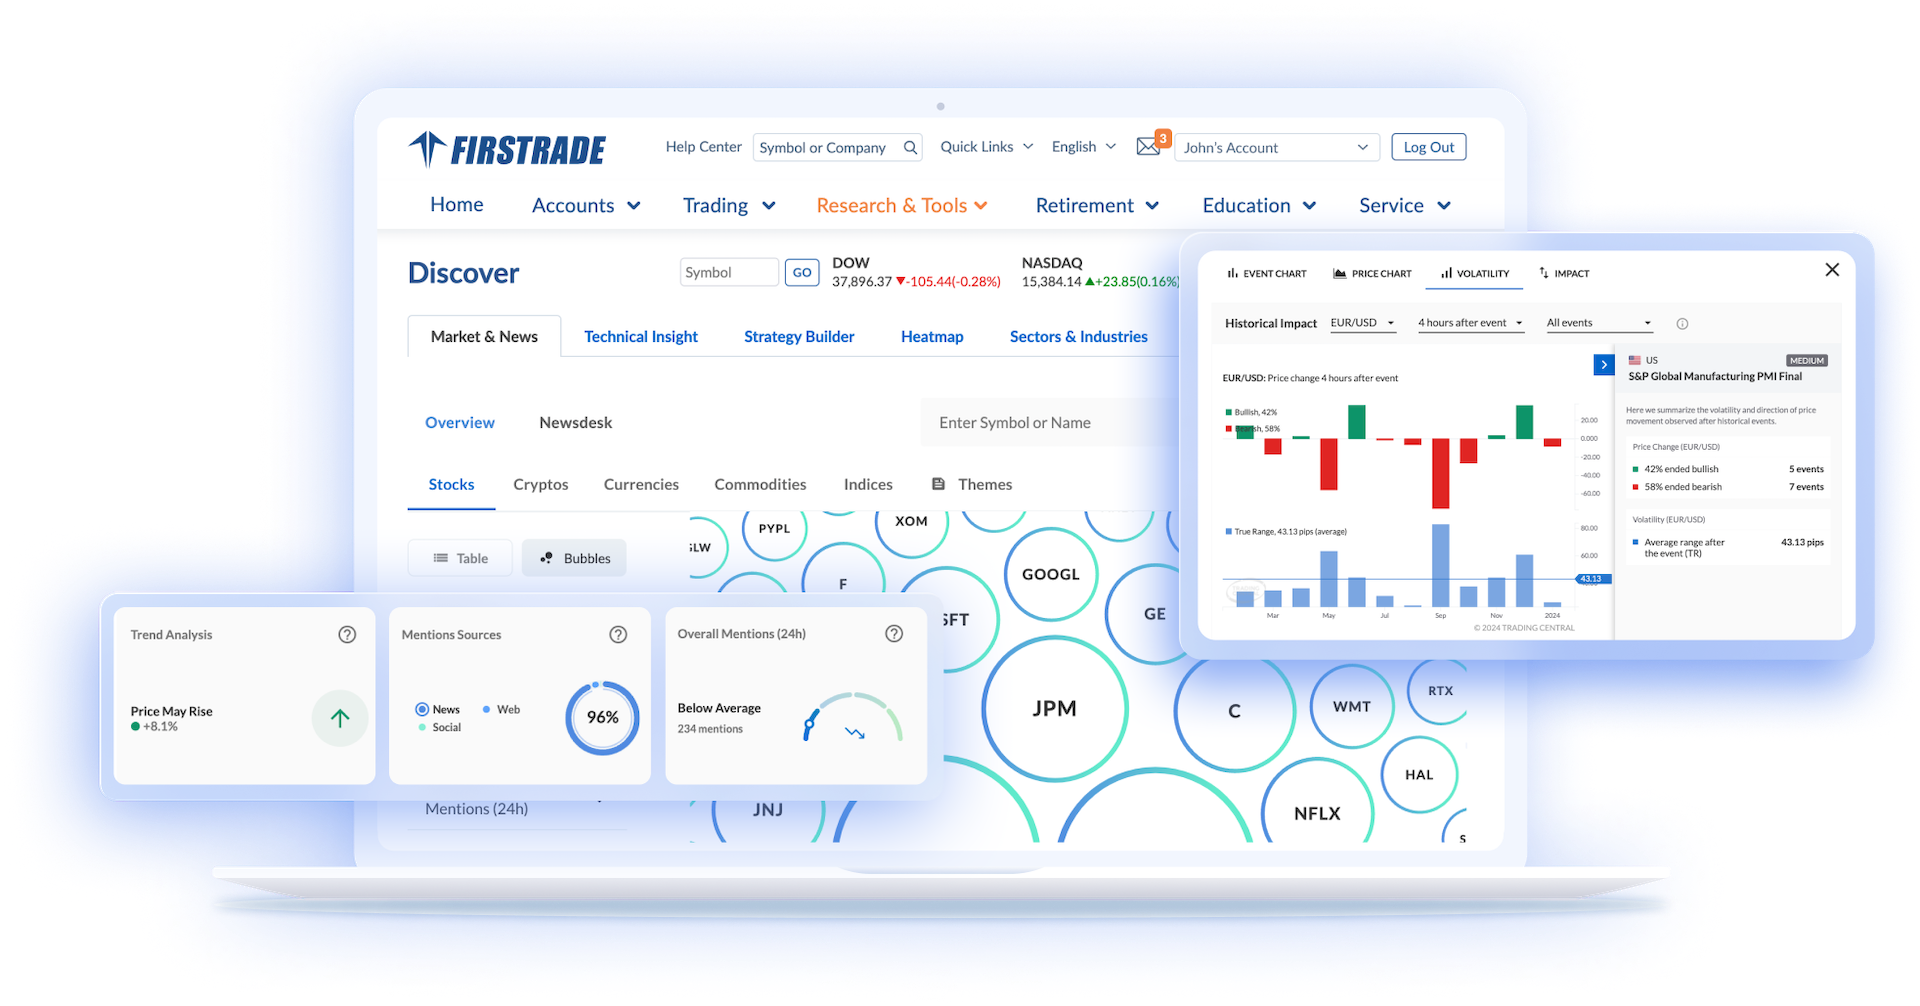 FIRSTRADE
Help Center
Symbol or Company
Quick Links
English
3
John's Account
Log Out
Home
Accounts
Trading
Research & Tools
Retirement
Education
Service
Discover
Symbol
GO
DOW
37,896.37 ▼-105.44(-0.28%)
NASDAQ
15,384.14 ▲+23.85(0.16%)
Market & News
Technical Insight
Strategy Builder
Heatmap
Sectors & Industries
Overview
Newsdesk
Enter Symbol or Name
Stocks
Cryptos
Currencies
Commodities
Indices
Themes
Table
Bubbles
GLW
PYPL
XOM
F
GOOGL
SFT
GE
JPM
C
WMT
RTX
HAL
NFLX
JNJ
S
Mentions (24h)
Trend Analysis
?
Price May Rise
+8.1%
Mentions Sources
?
News
Web
Social
96%
Overall Mentions (24h)
?
Below Average
234 mentions
EVENT CHART
PRICE CHART
VOLATILITY
IMPACT
Historical Impact
EUR/USD
4 hours after event
All events
EUR/USD: Price change 4 hours after event
Bullish, 42%
Bearish, 58%
20.00
0.000
-20.00
-40.00
-60.00
True Range, 43.13 pips (average)
80.00
60.00
43.13
Mar
May
Jul
Sep
Nov
2024
© 2024 TRADING CENTRAL
US
MEDIUM
S&P Global Manufacturing PMI Final
Here we summarize the volatility and direction of price
movement observed after historical events.
Price Change (EUR/USD)
42% ended bullish
5 events
58% ended bearish
7 events
Volatility (EUR/USD)
Average range after
the event (TR)
43.13 pips